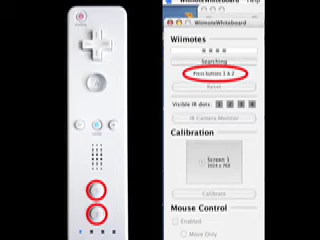 WiimoteWhiteboard Help
WiimoteWhiteboard
Wiimotes
Searching
Press buttons 1 & 2
Reset
Visible IR dots: 1 2 3 4
IR Camera Monitor
Calibration
Screen 1
1024 x 768
Calibrate
Mouse Control
Enabled
Move Only